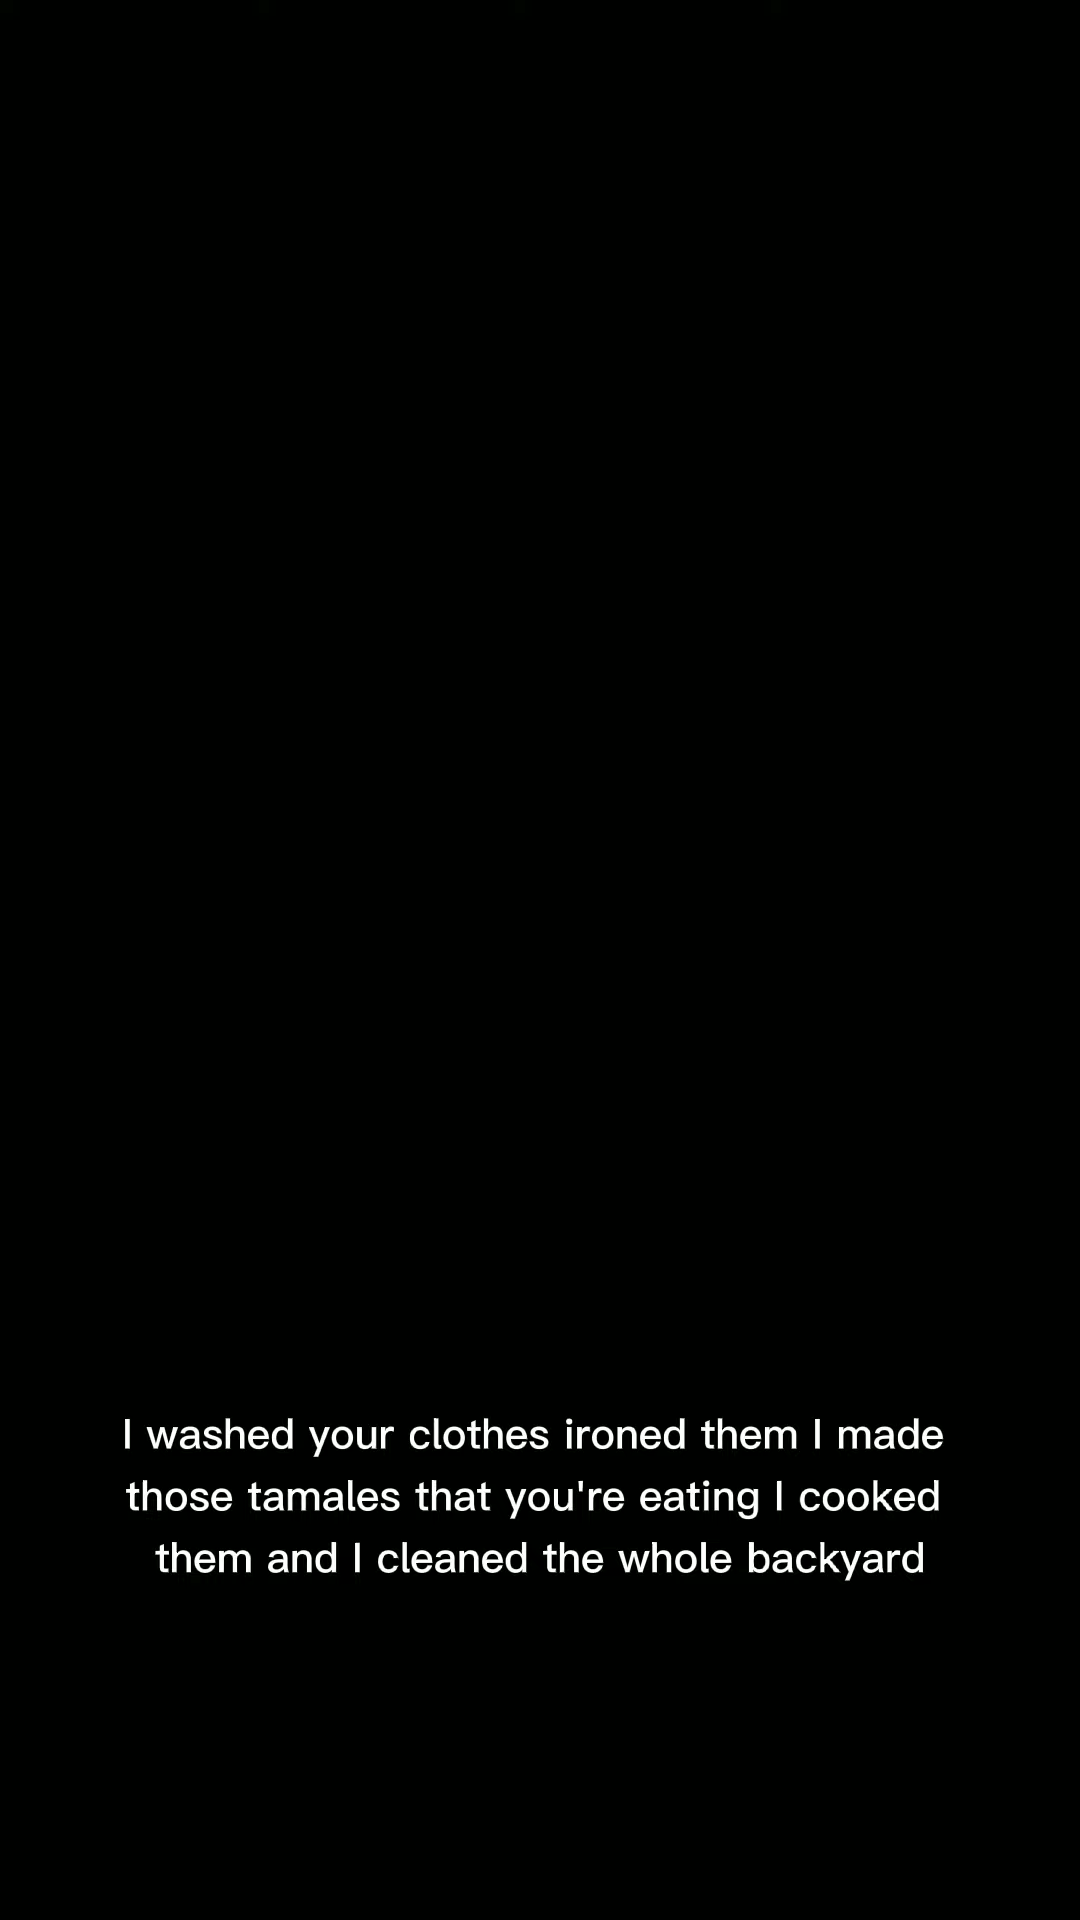 I washed your clothes ironed them I made
those tamales that you're eating I cooked
them and I cleaned the whole backyard